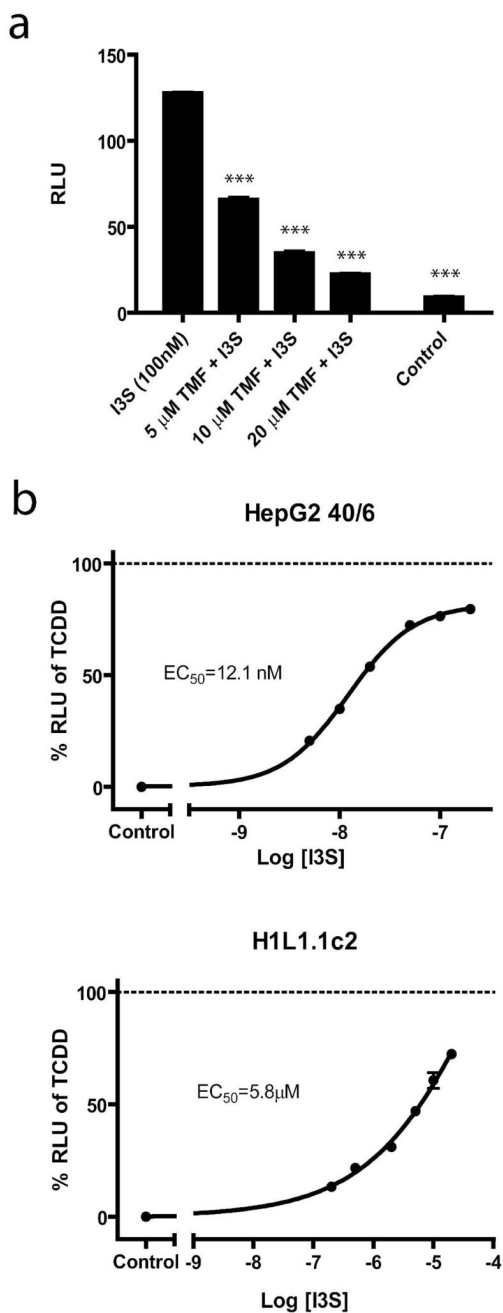 a
150
100
50
0
RLU
***
***
***
***
I3S (100nM)
5 µM TMF + I3S
10 µM TMF + I3S
20 µM TMF + I3S
Control
b
HepG2 40/6
100
50
0
% RLU of TCDD
EC50=12.1 nM
Control
-9
-8
-7
Log [I3S]
H1L1.1c2
100
50
0
% RLU of TCDD
EC50=5.8µM
Control
-9
-8
-7
-6
-5
-4
Log [I3S]